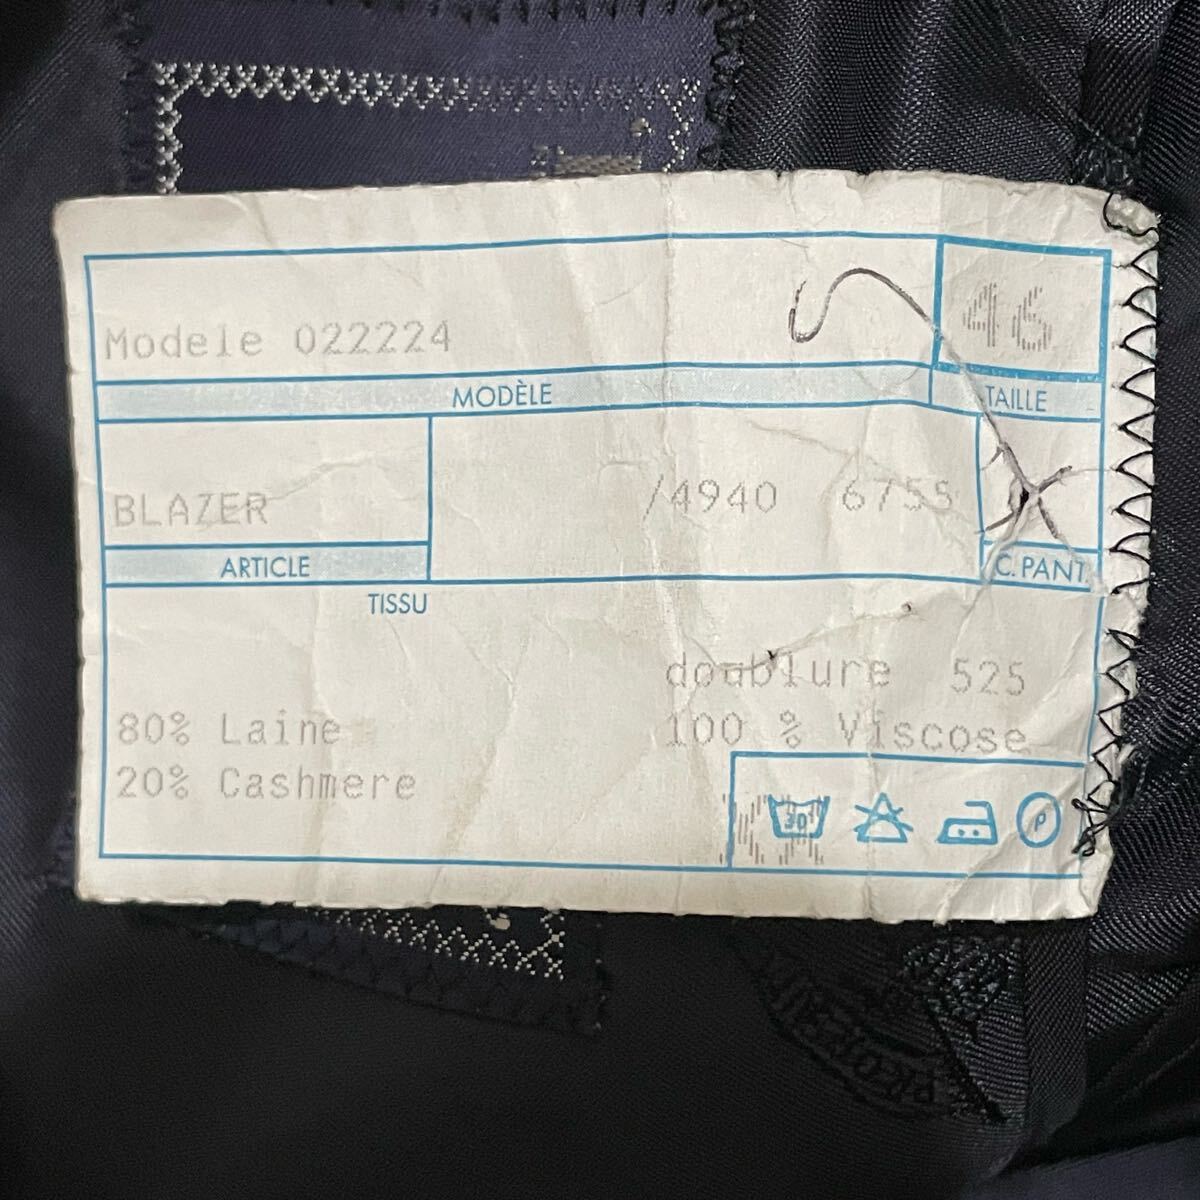 Modele 022224
46
MODÈLE
TAILLE
BLAZER
/4940 6755
ARTICLE
C. PANT.
TISSU
doublure 525
80% Laine
100 % Viscose
20% Cashmere
30
P